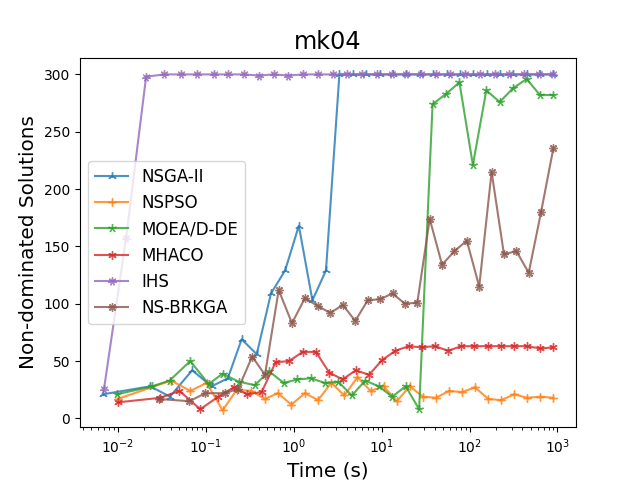 mk04
Non-dominated Solutions
300
250
200
150
100
50
0
NSGA-II
NSPSO
MOEA/D-DE
MHACO
IHS
NS-BRKGA
10⁻² 10⁻¹ 10⁰ 10¹ 10² 10³
Time (s)